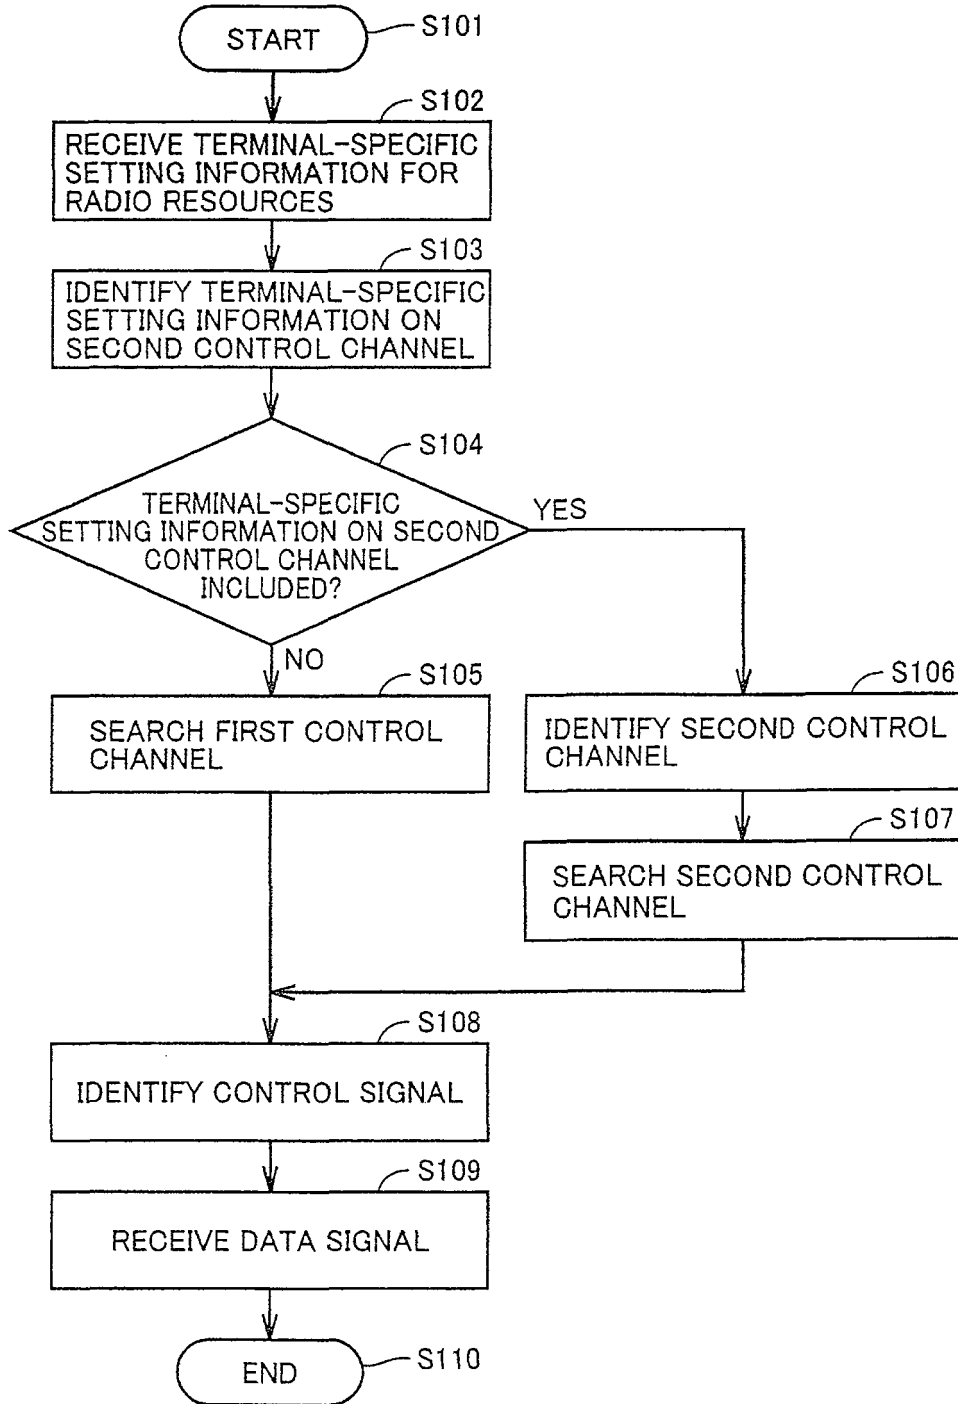 START
S101
S102
RECEIVE TERMINAL-SPECIFIC
SETTING INFORMATION FOR
RADIO RESOURCES
S103
IDENTIFY TERMINAL-SPECIFIC
SETTING INFORMATION ON
SECOND CONTROL CHANNEL
S104
TERMINAL-SPECIFIC
SETTING INFORMATION ON SECOND
CONTROL CHANNEL
INCLUDED?
YES
NO
S105
SEARCH FIRST CONTROL
CHANNEL
S106
IDENTIFY SECOND CONTROL
CHANNEL
S107
SEARCH SECOND CONTROL
CHANNEL
S108
IDENTIFY CONTROL SIGNAL
S109
RECEIVE DATA SIGNAL
END
S110